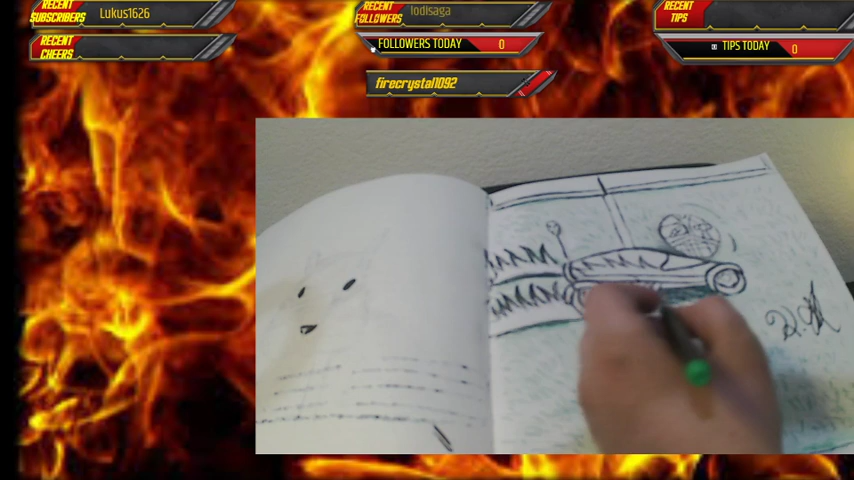 RECENT SUBSCRIBERS Lukus1626
RECENT FOLLOWERS lodisaga
RECENT TIPS
RECENT CHEERS
FOLLOWERS TODAY 0
TIPS TODAY 0
firecrystal1092